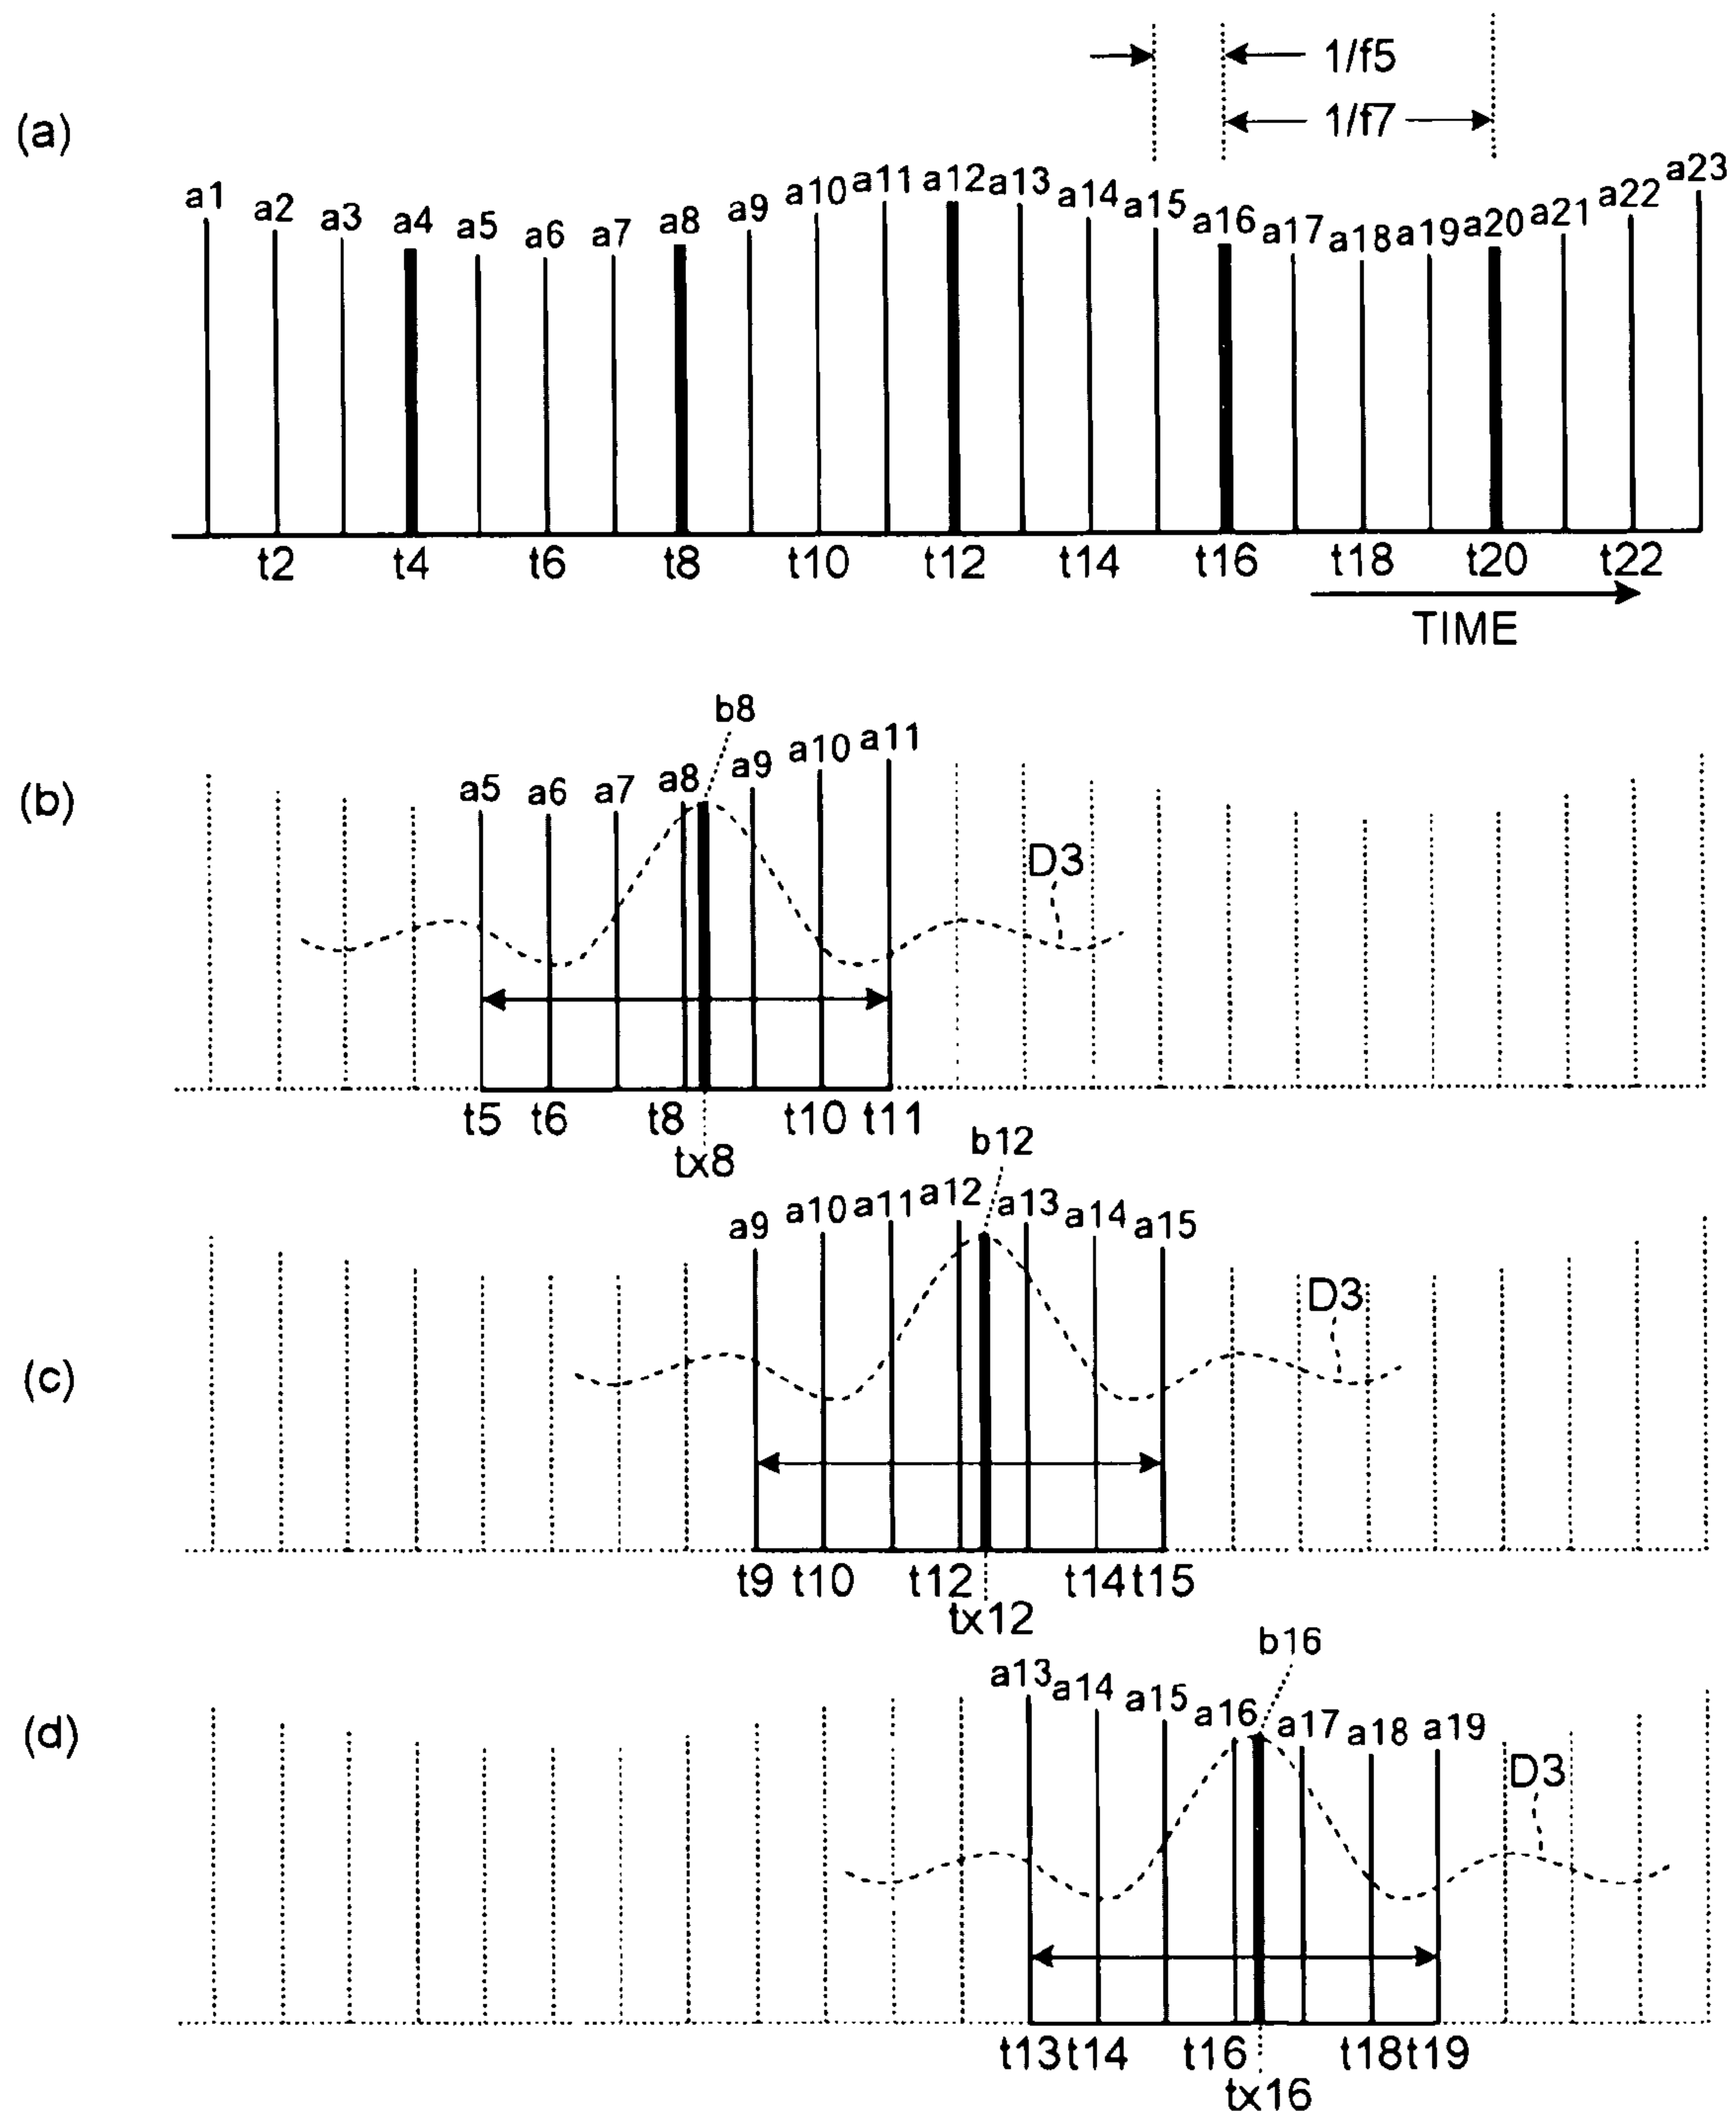 1/f5
1/f7
(a)
a1 a2 a3 a4 a5 a6 a7 a8 a9 a10 a11 a12 a13 a14 a15 a16 a17 a18 a19 a20 a21 a22 a23
t2 t4 t6 t8 t10 t12 t14 t16 t18 t20 t22
TIME
(b)
b8
a5 a6 a7 a8 a9 a10 a11
D3
t5 t6 t8 t10 t11
tx8
(c)
b12
a9 a10 a11 a12 a13 a14 a15
D3
t9 t10 t12 t14 t15
tx12
(d)
b16
a13 a14 a15 a16 a17 a18 a19
D3
t13 t14 t16 t18 t19
tx16